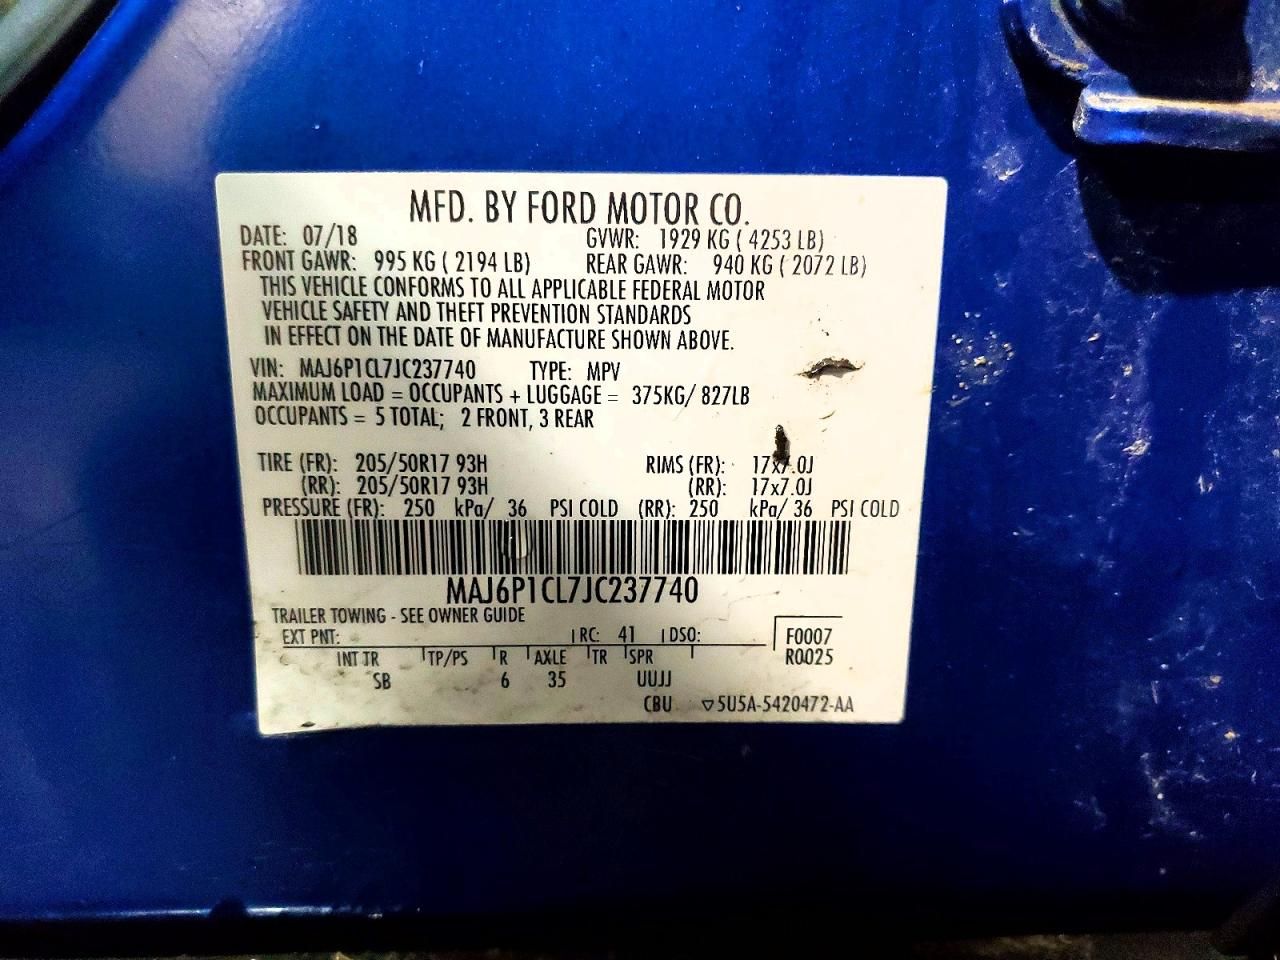 MFD. BY FORD MOTOR CO.
DATE: 07/18 GVWR: 1929 KG ( 4253 LB)
FRONT GAWR: 995 KG ( 2194 LB) REAR GAWR: 940 KG ( 2072 LB)
THIS VEHICLE CONFORMS TO ALL APPLICABLE FEDERAL MOTOR
VEHICLE SAFETY AND THEFT PREVENTION STANDARDS
IN EFFECT ON THE DATE OF MANUFACTURE SHOWN ABOVE.
VIN: MAJ6P1CL7JC237740 TYPE: MPV
MAXIMUM LOAD = OCCUPANTS + LUGGAGE = 375KG/ 827LB
OCCUPANTS = 5 TOTAL; 2 FRONT, 3 REAR
TIRE (FR): 205/50R17 93H RIMS (FR): 17x7.0J
(RR): 205/50R17 93H (RR): 17x7.0J
PRESSURE (FR): 250 kPa/ 36 PSI COLD (RR): 250 kPa/ 36 PSI COLD
MAJ6P1CL7JC237740
TRAILER TOWING - SEE OWNER GUIDE
EXT PNT: RC: 41 DSO: F0007
INT TR TP/PS R AXLE TR SPR R0025
SB 6 35 UUJJ
CBU ▽5U5A-5420472-AA